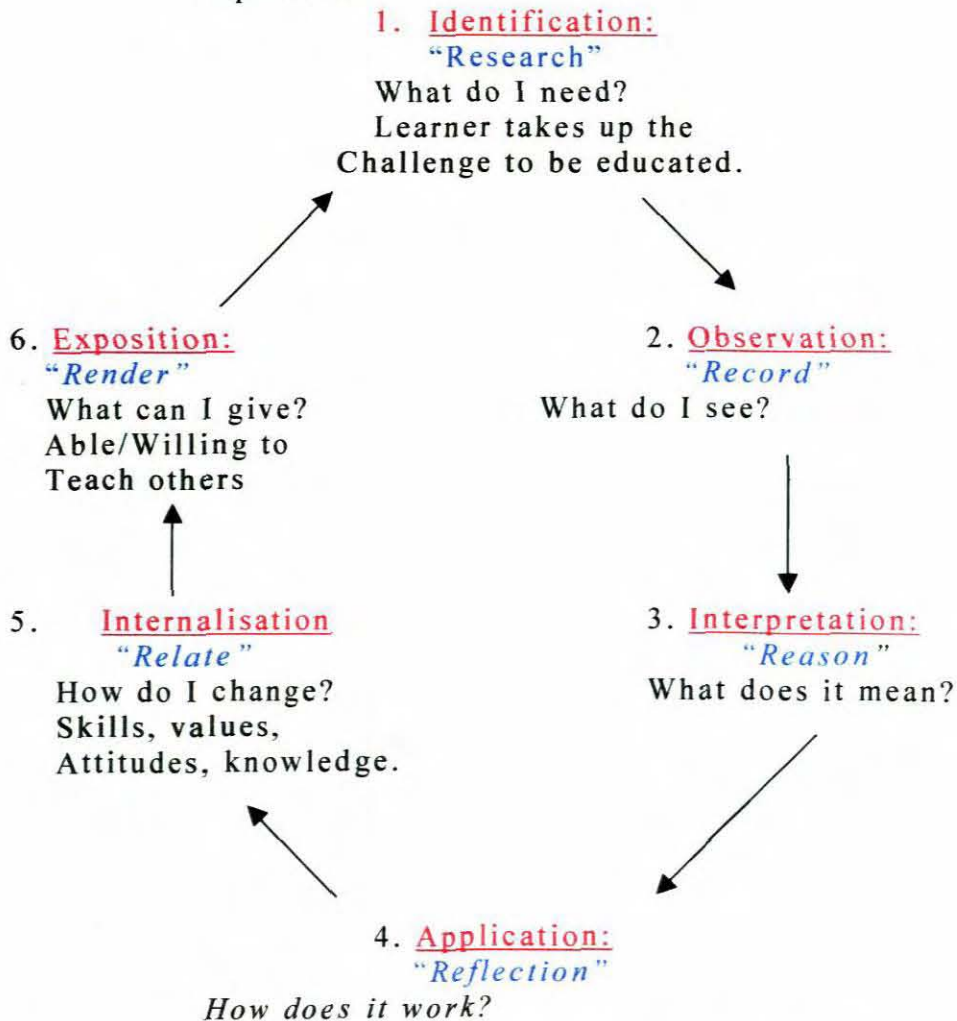 1. Identification:
“Research”
What do I need?
Learner takes up the
Challenge to be educated.
2. Observation:
“Record”
What do I see?
3. Interpretation:
“Reason”
What does it mean?
4. Application:
“Reflection”
How does it work?
5. Internalisation
“Relate”
How do I change?
Skills, values,
Attitudes, knowledge.
6. Exposition:
“Render”
What can I give?
Able/Willing to
Teach others